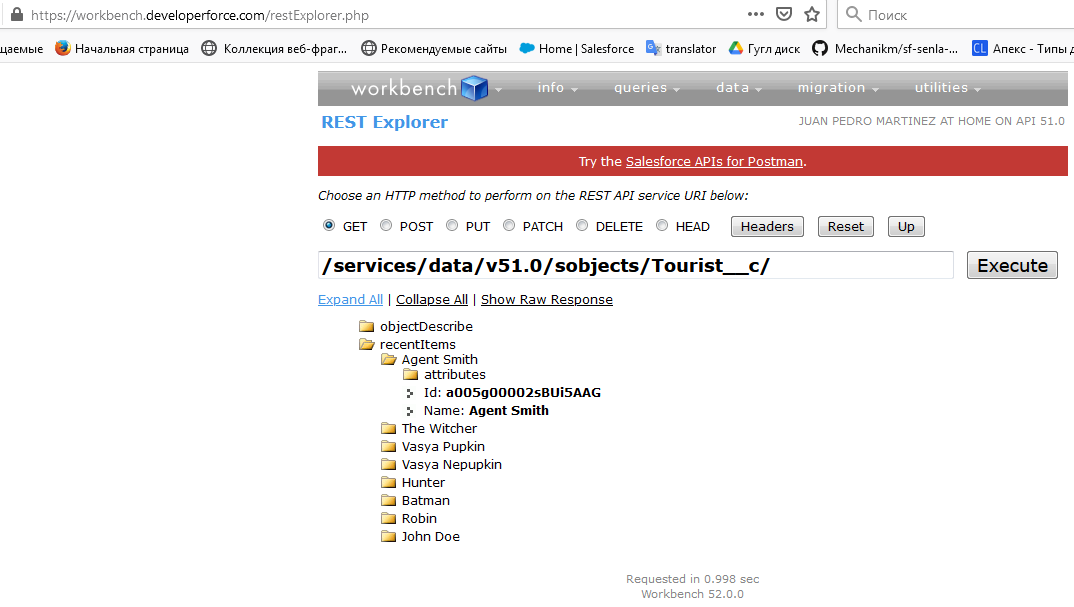 https://workbench.developerforce.com/restExplorer.php
Поиск
щаемые Начальная страница Коллекция веб-фраг... Рекомендуемые сайты Home | Salesforce translator Гугл диск Mechanikm/sf-senla-... CL Апекс - Типы д
workbench info queries data migration utilities
REST Explorer
JUAN PEDRO MARTINEZ AT HOME ON API 51.0
Try the Salesforce APIs for Postman.
Choose an HTTP method to perform on the REST API service URI below:
GET POST PUT PATCH DELETE HEAD Headers Reset Up
/services/data/v51.0/sobjects/Tourist__c/ Execute
Expand All | Collapse All | Show Raw Response
objectDescribe
recentItems
Agent Smith
attributes
Id: a005g00002sBUi5AAG
Name: Agent Smith
The Witcher
Vasya Pupkin
Vasya Nepupkin
Hunter
Batman
Robin
John Doe
Requested in 0.998 sec
Workbench 52.0.0